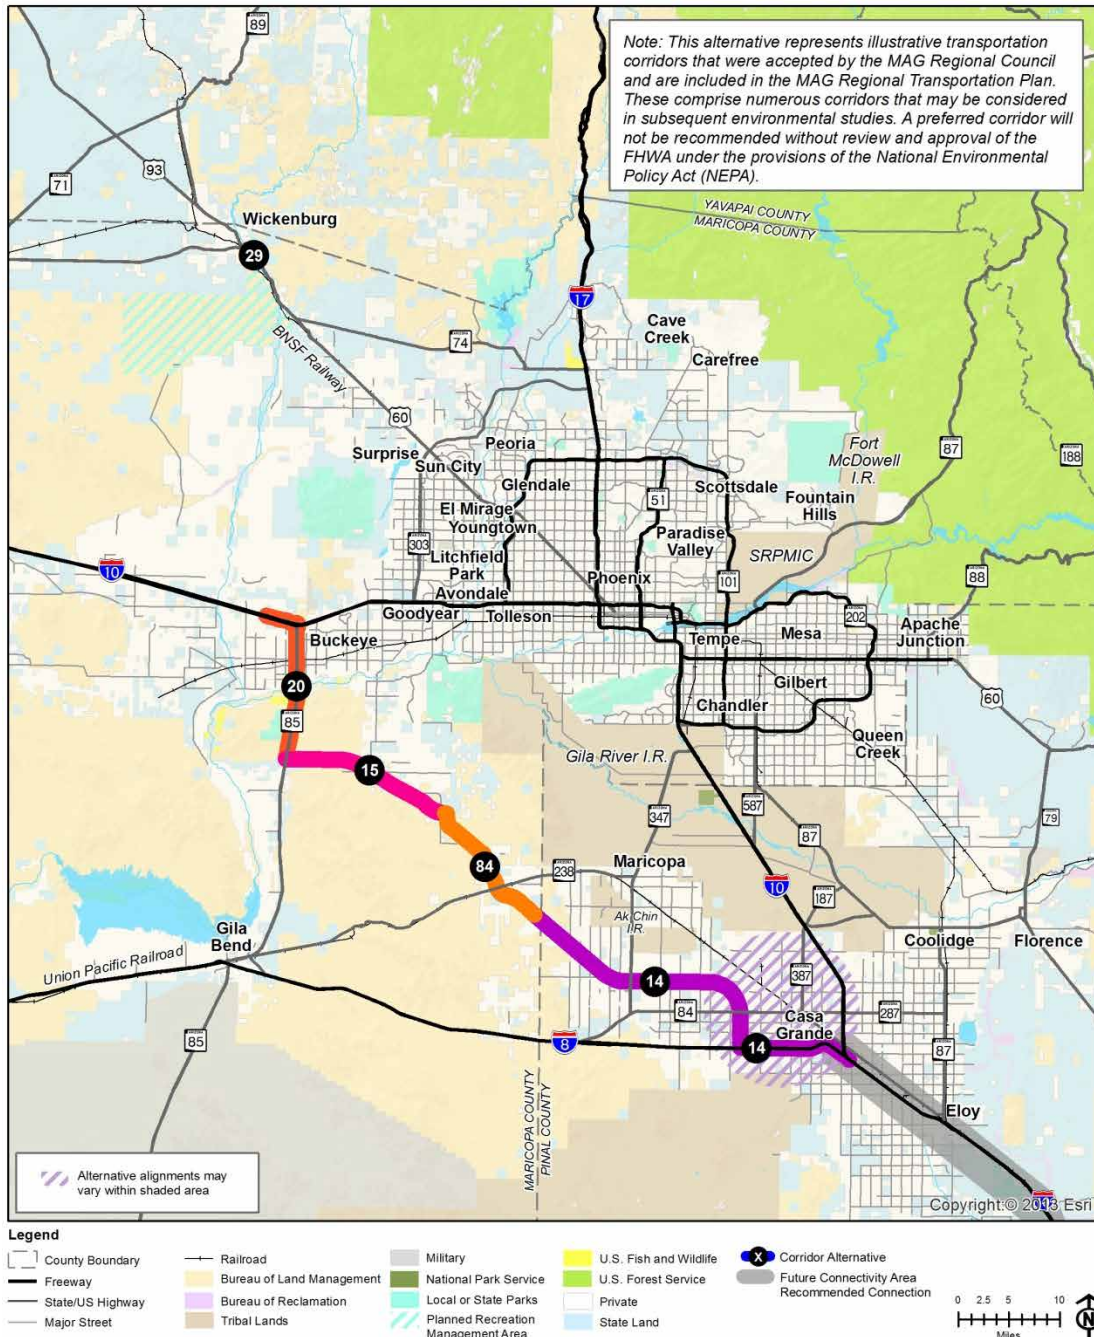 89
Note: This alternative represents illustrative transportation
corridors that were accepted by the MAG Regional Council
and are included in the MAG Regional Transportation Plan.
These comprise numerous corridors that may be considered
in subsequent environmental studies. A preferred corridor will
not be recommended without review and approval of the
FHWA under the provisions of the National Environmental
Policy Act (NEPA).
93
71
Wickenburg
YAVAPAI COUNTY
MARICOPA COUNTY
29
17
Cave
Creek
74
BNSF Railway
Carefree
60
Peoria
Surprise
Sun City
Fort
McDowell
I.R.
87
188
Glendale
Scottsdale
51
Fountain
Hills
El Mirage
Youngtown
Paradise
Valley
303
Litchfield
Park
SRPMIC
10
Phoenix
101
88
Avondale
Goodyear
Tolleson
202
Apache
Junction
Buckeye
Tempe
Mesa
20
Gilbert
60
85
Chandler
Queen
Creek
15
Gila River I.R.
587
79
347
87
84
238
Maricopa
10
187
Ak Chin
I.R.
Gila
Bend
Coolidge
Florence
Union Pacific Railroad
14
387
84
Casa
Grande
287
85
8
14
87
Eloy
MARICOPA COUNTY
PINAL COUNTY
Alternative alignments may
vary within shaded area
Copyright:© 2013 Esri
Legend
County Boundary
Freeway
State/US Highway
Major Street
Railroad
Bureau of Land Management
Bureau of Reclamation
Tribal Lands
Military
National Park Service
Local or State Parks
Planned Recreation
Management Area
U.S. Fish and Wildlife
U.S. Forest Service
Private
State Land
X Corridor Alternative
Future Connectivity Area
Recommended Connection
0 2.5 5 10
Miles
N